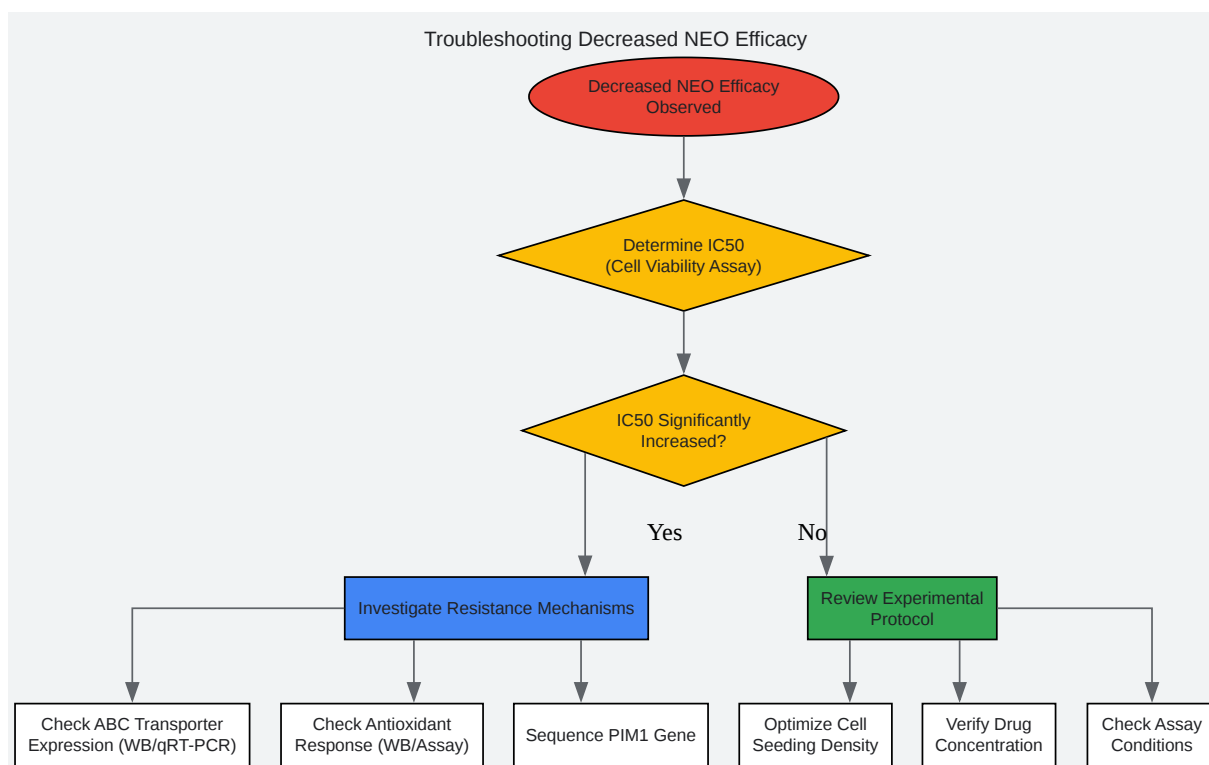 Troubleshooting Decreased NEO Efficacy
Decreased NEO Efficacy
Observed
Determine IC50
(Cell Viability Assay)
IC50 Significantly
Increased?
Yes
No
Investigate Resistance Mechanisms
Review Experimental
Protocol
Check ABC Transporter
Expression (WB/qRT-PCR)
Check Antioxidant
Response (WB/Assay)
Sequence PIM1 Gene
Optimize Cell
Seeding Density
Verify Drug
Concentration
Check Assay
Conditions